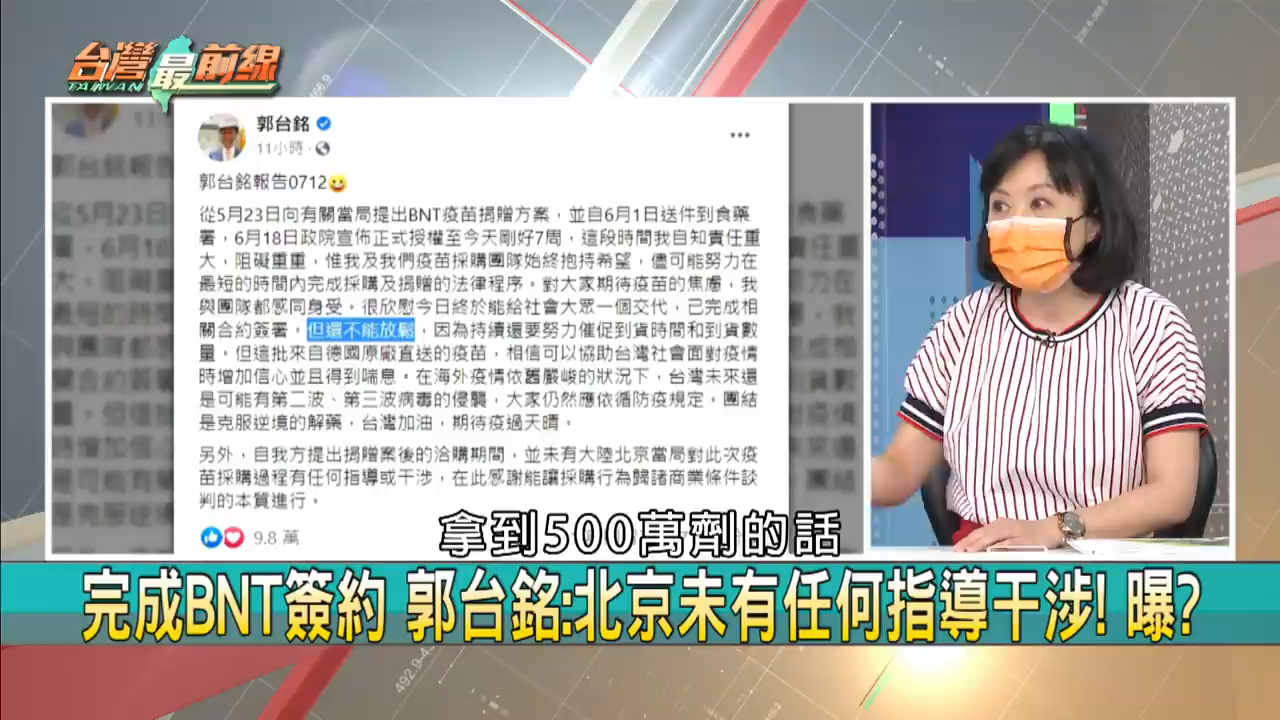 台灣最前線
TAIWAN
郭台銘
11小時
郭台銘報告0712
從5月23日向有關當局提出BNT疫苗捐贈方案，並自6月1日送件到食藥
署，6月18日政院宣佈正式授權至今天剛好7周，這段時間我自知責任重
大，阻礙重重，惟我及我們疫苗採購團隊始終抱持希望，儘可能努力在
最短的時間內完成採購及捐贈的法律程序。對大家期待疫苗的焦慮，我
與團隊都感同身受。很欣慰今日終於能給社會大眾一個交代，已完成相
關合約簽署。但還不能放鬆，因為持續還要努力催促到貨時間和到貨數
量，但這批來自德國原廠直送的疫苗，相信可以協助台灣社會面對疫情
時增加信心並且得到喘息。在海外疫情依舊嚴峻的狀況下，台灣未來還
是可能有第二波、第三波病毒的侵襲，大家仍然應依循防疫規定。團結
是克服逆境的解藥，台灣加油，期待疫過天晴。
另外，自我方提出捐贈案後的洽購期間，並未有大陸北京當局對此次疫
苗採購過程有任何指導或干涉，在此感謝能讓採購行為歸諸商業條件談
判的本質進行。
9.8 萬
拿到500萬劑的話
完成BNT簽約 郭台銘:北京未有任何指導干涉! 曝?